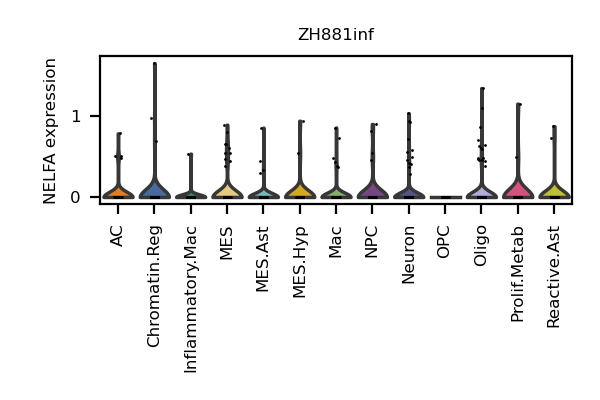 ZH881inf
NELFA expression
1
0
AC
Chromatin.Reg
Inflammatory.Mac
MES
MES.Ast
MES.Hyp
Mac
NPC
Neuron
OPC
Oligo
Prolif.Metab
Reactive.Ast